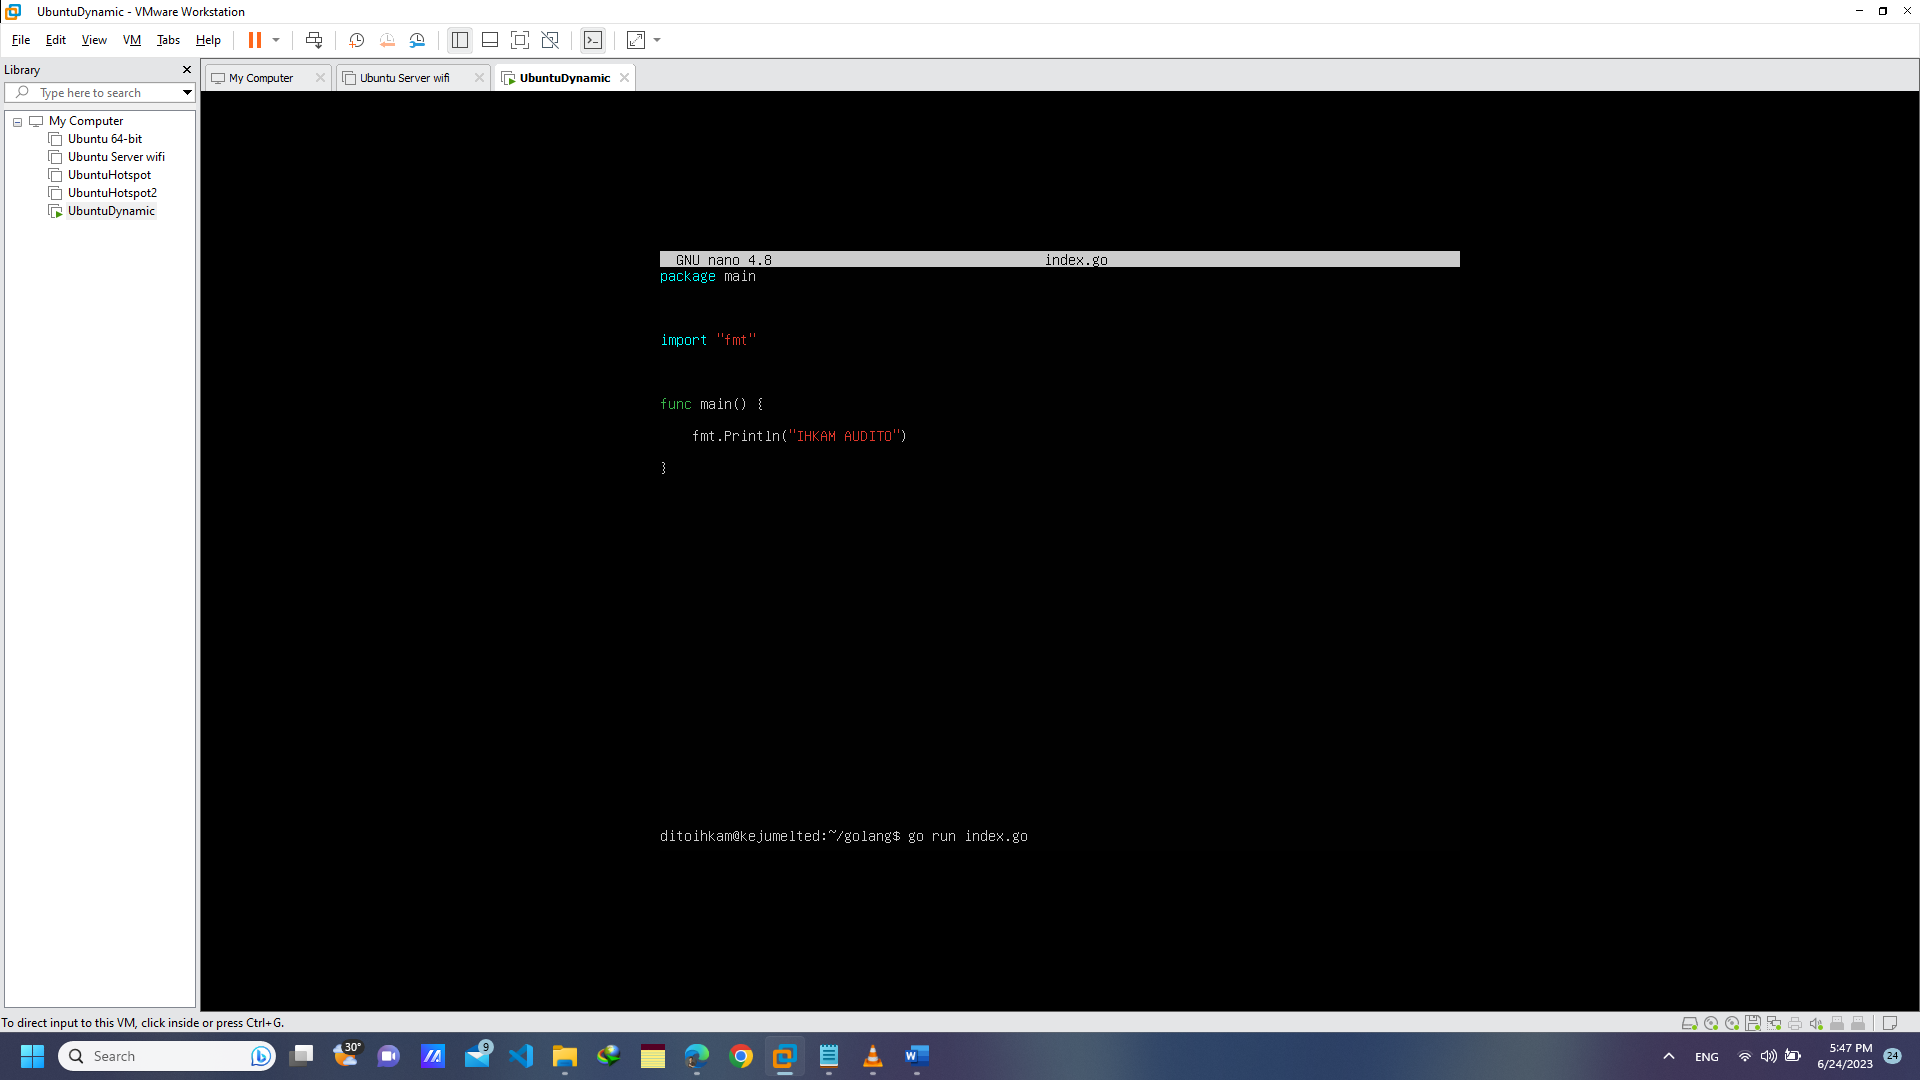 UbuntuDynamic - VMware Workstation
File Edit View VM Tabs Help
Library
My Computer
Ubuntu Server wifi
UbuntuDynamic
Type here to search
My Computer
Ubuntu 64-bit
Ubuntu Server wifi
UbuntuHotspot
UbuntuHotspot2
UbuntuDynamic
GNU nano 4.8 index.go
package main
import "fmt"
func main() {
fmt.Println("IHKAM AUDITO")
}
ditoihkam@kejumelted:~/golang$ go run index.go
To direct input to this VM, click inside or press Ctrl+G.
Search
30°
9
ENG
5:47 PM
6/24/2023
24